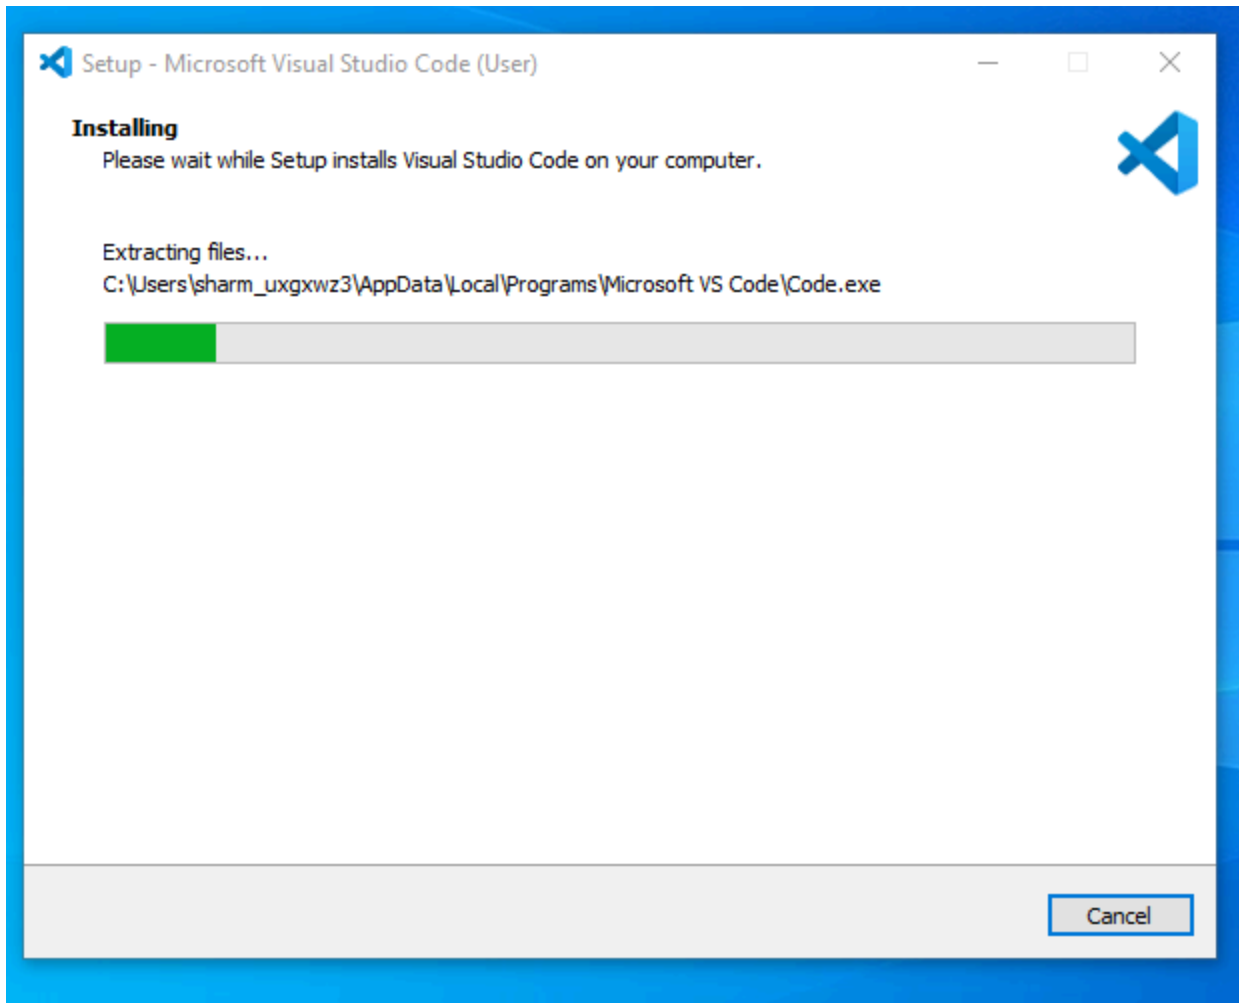 Setup - Microsoft Visual Studio Code (User)
Installing
Please wait while Setup installs Visual Studio Code on your computer.
Extracting files...
C:\Users\sharm_uxgxwz3\AppData\Local\Programs\Microsoft VS Code\Code.exe
Cancel